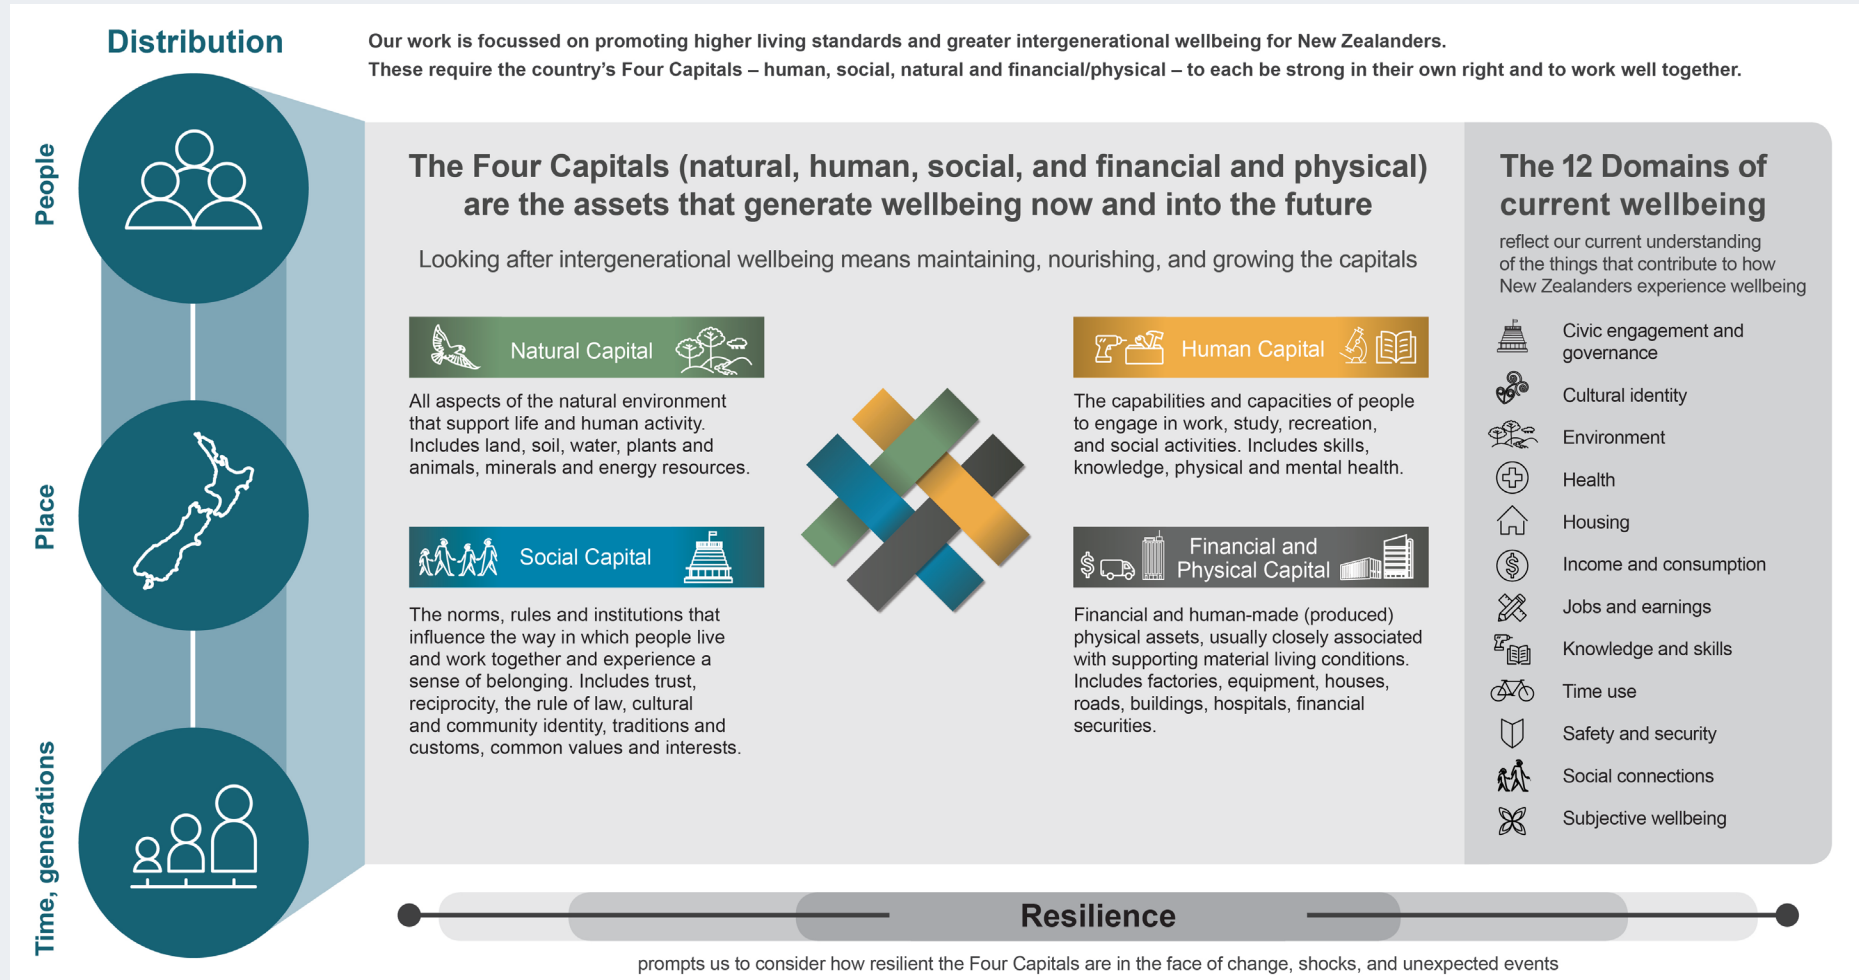 Distribution
People
Place
Time, generations
Our work is focussed on promoting higher living standards and greater intergenerational wellbeing for New Zealanders.
These require the country’s Four Capitals – human, social, natural and financial/physical – to each be strong in their own right and to work well together.
The Four Capitals (natural, human, social, and financial and physical)
are the assets that generate wellbeing now and into the future
Looking after intergenerational wellbeing means maintaining, nourishing, and growing the capitals
Natural Capital
All aspects of the natural environment
that support life and human activity.
Includes land, soil, water, plants and
animals, minerals and energy resources.
Human Capital
The capabilities and capacities of people
to engage in work, study, recreation,
and social activities. Includes skills,
knowledge, physical and mental health.
Social Capital
The norms, rules and institutions that
influence the way in which people live
and work together and experience a
sense of belonging. Includes trust,
reciprocity, the rule of law, cultural
and community identity, traditions and
customs, common values and interests.
$
Financial and
Physical Capital
Financial and human-made (produced)
physical assets, usually closely associated
with supporting material living conditions.
Includes factories, equipment, houses,
roads, buildings, hospitals, financial
securities.
The 12 Domains of
current wellbeing
reflect our current understanding
of the things that contribute to how
New Zealanders experience wellbeing
Civic engagement and
governance
Cultural identity
Environment
Health
Housing
$ Income and consumption
Jobs and earnings
Knowledge and skills
Time use
Safety and security
Social connections
Subjective wellbeing
Resilience
prompts us to consider how resilient the Four Capitals are in the face of change, shocks, and unexpected events